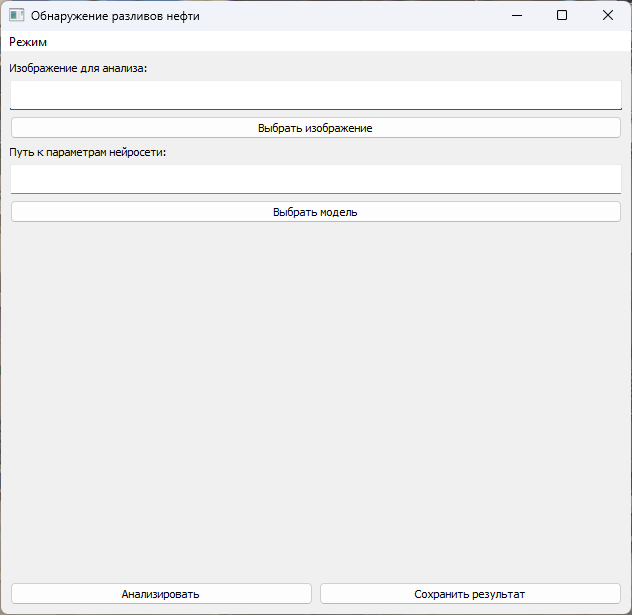 Обнаружение разливов нефти
Режим
Изображение для анализа:
Выбрать изображение
Путь к параметрам нейросети:
Выбрать модель
Анализировать Сохранить результат